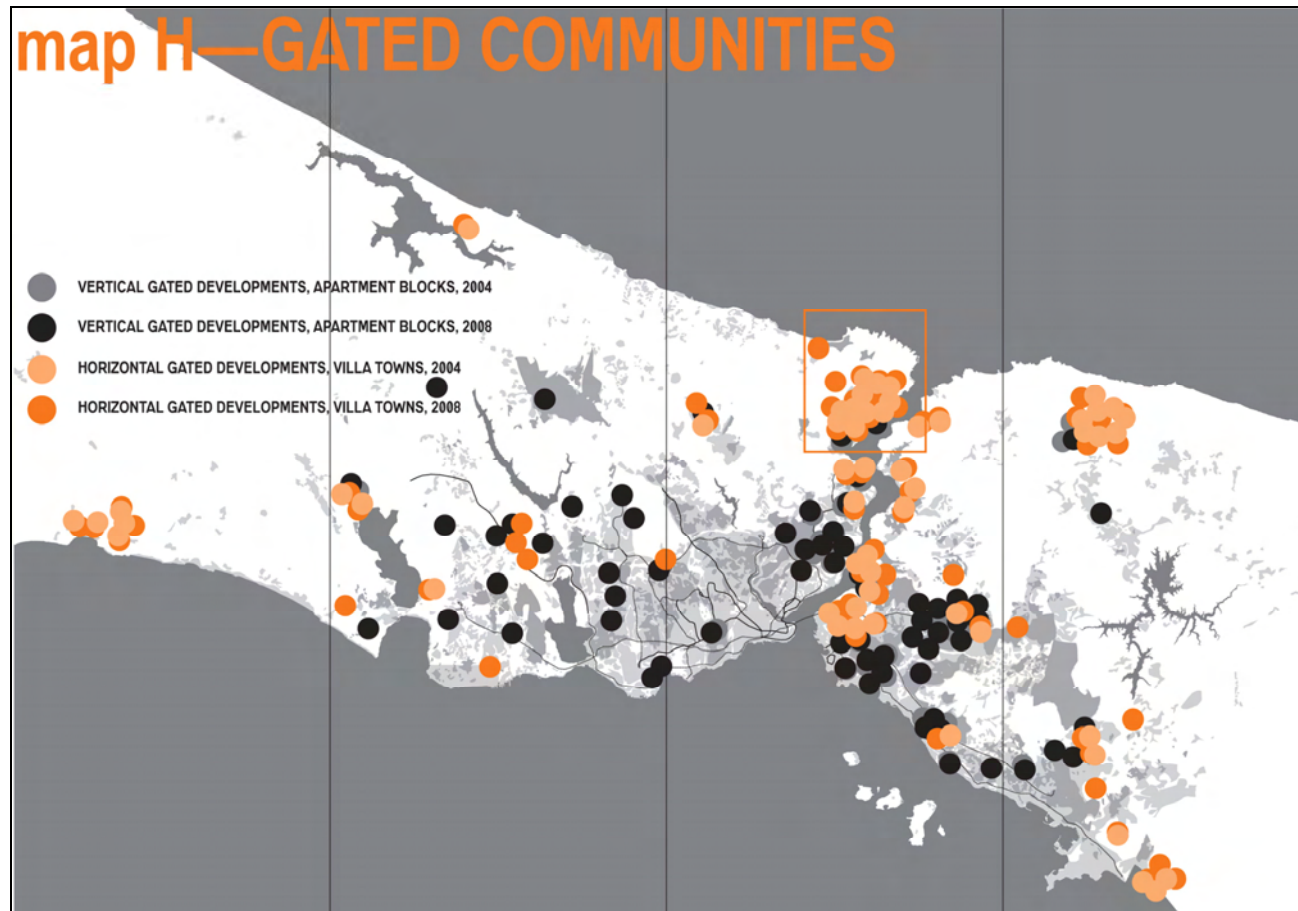 map H—GATED COMMUNITIES
VERTICAL GATED DEVELOPMENTS, APARTMENT BLOCKS, 2004
VERTICAL GATED DEVELOPMENTS, APARTMENT BLOCKS, 2008
HORIZONTAL GATED DEVELOPMENTS, VILLA TOWNS, 2004
HORIZONTAL GATED DEVELOPMENTS, VILLA TOWNS, 2008